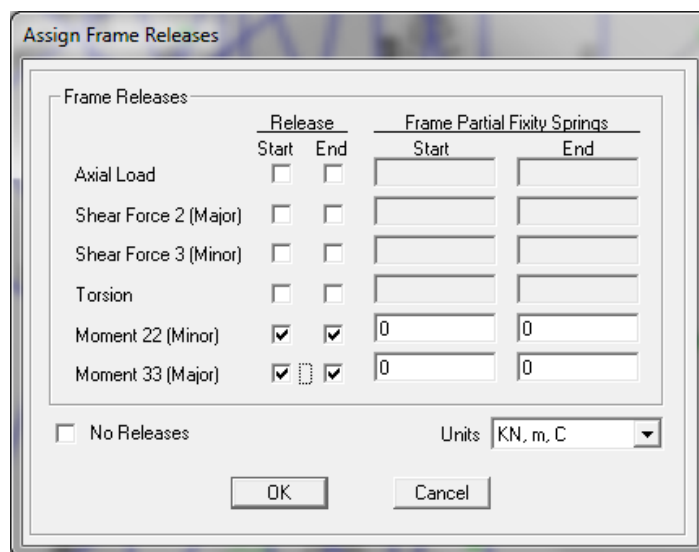 Assign Frame Releases
Frame Releases
Release Frame Partial Fixity Springs
Start End Start End
Axial Load
Shear Force 2 (Major)
Shear Force 3 (Minor)
Torsion
Moment 22 (Minor) 0 0
Moment 33 (Major) 0 0
No Releases Units KN, m, C
OK Cancel